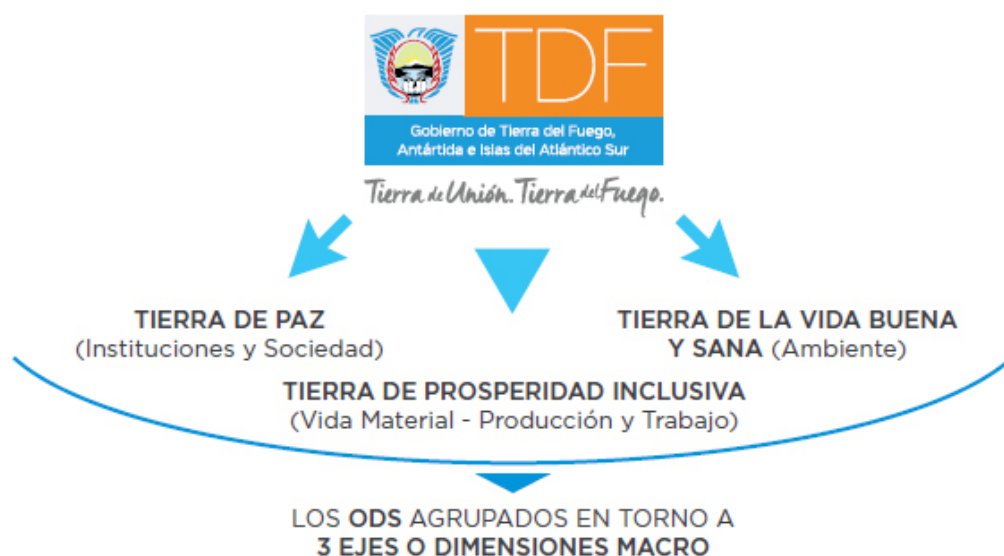 TDF
Gobierno de Tierra del Fuego,
Antártida e Islas del Atlántico Sur
Tierra de Unión. Tierra del Fuego.
TIERRA DE PAZ
(Instituciones y Sociedad)
TIERRA DE LA VIDA BUENA
Y SANA (Ambiente)
TIERRA DE PROSPERIDAD INCLUSIVA
(Vida Material - Producción y Trabajo)
LOS ODS AGRUPADOS EN TORNO A
3 EJES O DIMENSIONES MACRO